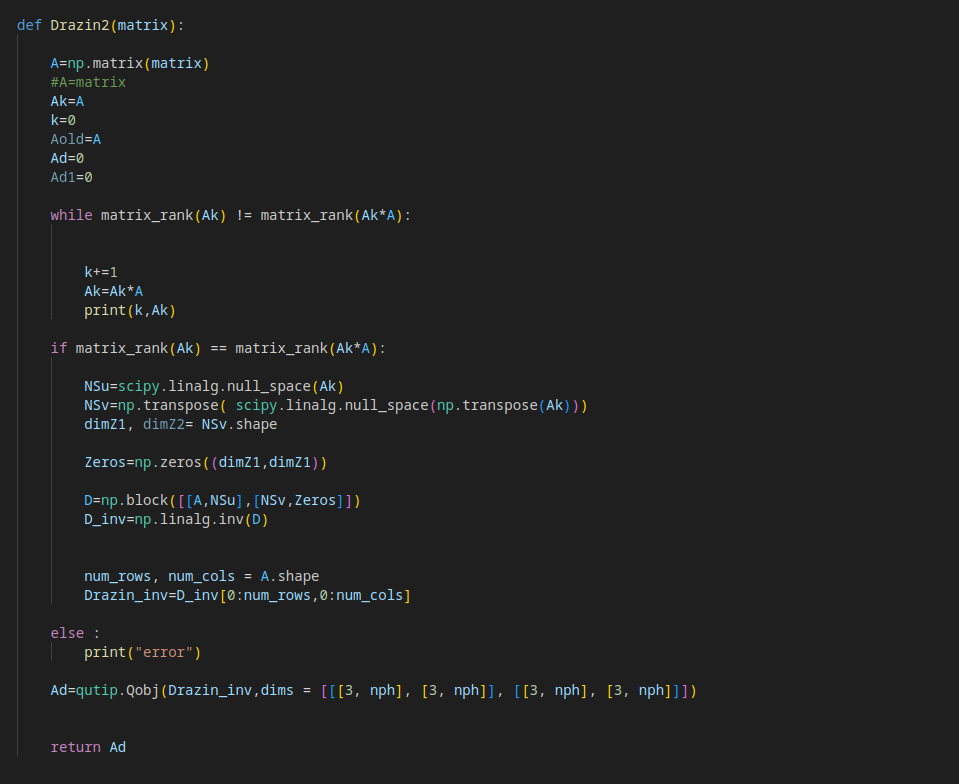 def Drazin2(matrix):
A=np.matrix(matrix)
#A=matrix
Ak=A
k=0
Aold=A
Ad=0
Ad1=0
while matrix_rank(Ak) != matrix_rank(Ak*A):
k+=1
Ak=Ak*A
print(k,Ak)
if matrix_rank(Ak) == matrix_rank(Ak*A):
NSu=scipy.linalg.null_space(Ak)
NSv=np.transpose( scipy.linalg.null_space(np.transpose(Ak)))
dimZ1, dimZ2= NSv.shape
Zeros=np.zeros((dimZ1,dimZ1))
D=np.block([[A,NSu],[NSv,Zeros]])
D_inv=np.linalg.inv(D)
num_rows, num_cols = A.shape
Drazin_inv=D_inv[0:num_rows,0:num_cols]
else :
print("error")
Ad=qutip.Qobj(Drazin_inv,dims = [[[3, nph], [3, nph]], [[3, nph], [3, nph]]])
return Ad